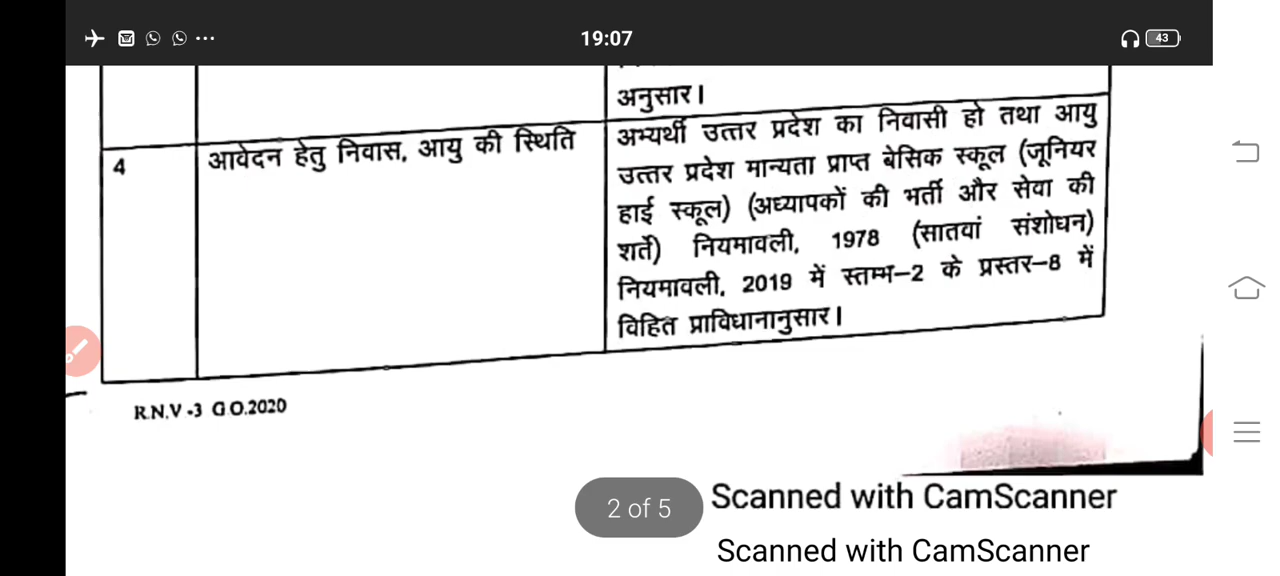 19:07
43
अनुसार।
4
आवेदन हेतु निवास, आयु की स्थिति
अभ्यर्थी उत्तर प्रदेश का निवासी हो तथा आयु
उत्तर प्रदेश मान्यता प्राप्त बेसिक स्कूल (जूनियर
हाई स्कूल) (अध्यापकों की भर्ती और सेवा की
शर्ते) नियमावली, 1978 (सातवां संशोधन)
नियमावली, 2019 में स्तम्भ–2 के प्रस्तर–8 में
विहित प्राविधानानुसार।
R.N.V -3 G.O.2020
2 of 5
Scanned with CamScanner
Scanned with CamScanner